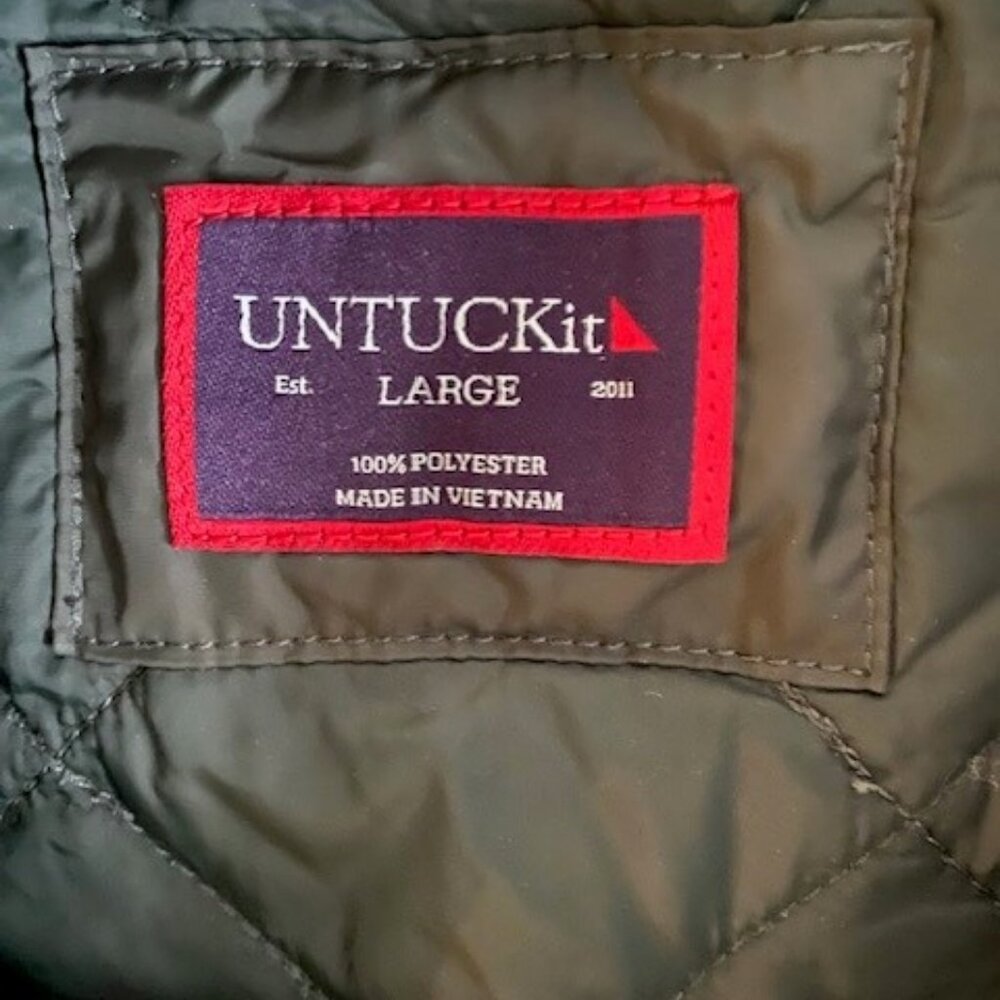 UNTUCKit
Est. LARGE 2011
100% POLYESTER
MADE IN VIETNAM